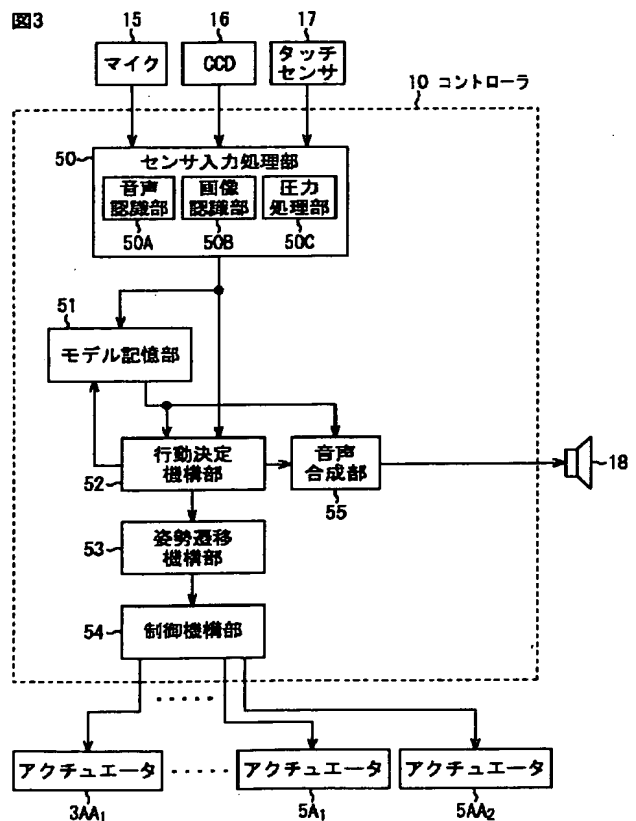 図3
15
16
17
マイク
CCD
タッチ
センサ
10 コントローラ
50
センサ入力処理部
音声
認識部
画像
認識部
圧力
処理部
50A
50B
50C
51
モデル記憶部
行動決定
機構部
52
音声
合成部
55
18
53
姿勢遷移
機構部
54
制御機構部
アクチュエータ
アクチュエータ
アクチュエータ
3AA1
5A1
5AA2